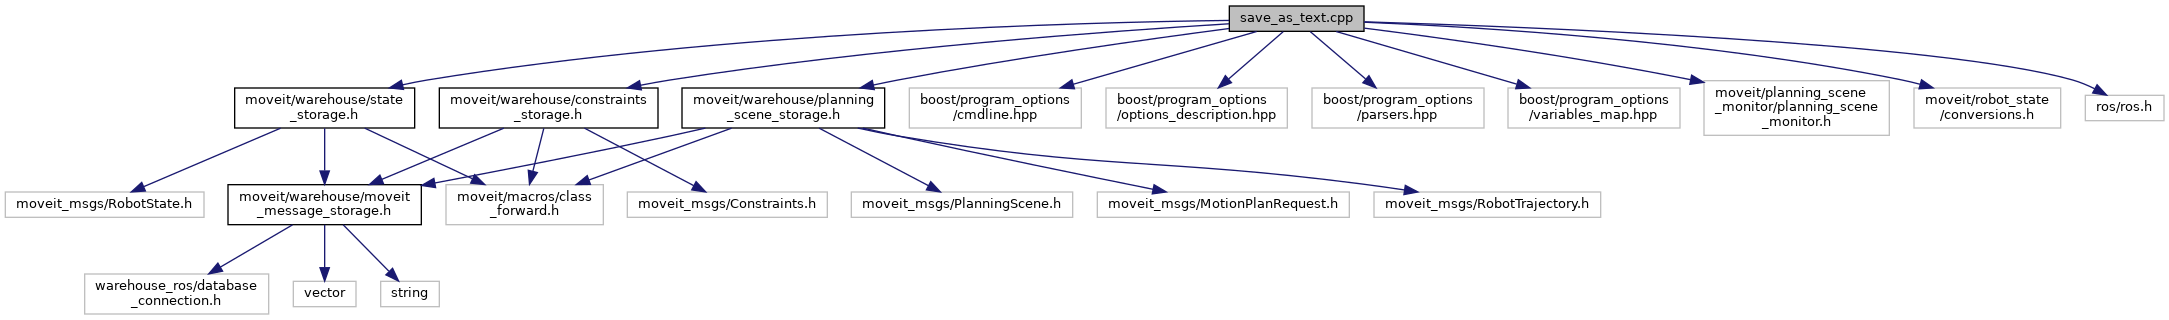 save_as_text.cpp
moveit/warehouse/state
_storage.h
moveit/warehouse/constraints
_storage.h
moveit/warehouse/planning
_scene_storage.h
boost/program_options
/cmdline.hpp
boost/program_options
/options_description.hpp
boost/program_options
/parsers.hpp
boost/program_options
/variables_map.hpp
moveit/planning_scene
_monitor/planning_scene
_monitor.h
moveit/robot_state
/conversions.h
ros/ros.h
moveit_msgs/RobotState.h
moveit/warehouse/moveit
_message_storage.h
moveit/macros/class
_forward.h
moveit_msgs/Constraints.h
moveit_msgs/PlanningScene.h
moveit_msgs/MotionPlanRequest.h
moveit_msgs/RobotTrajectory.h
warehouse_ros/database
_connection.h
vector
string